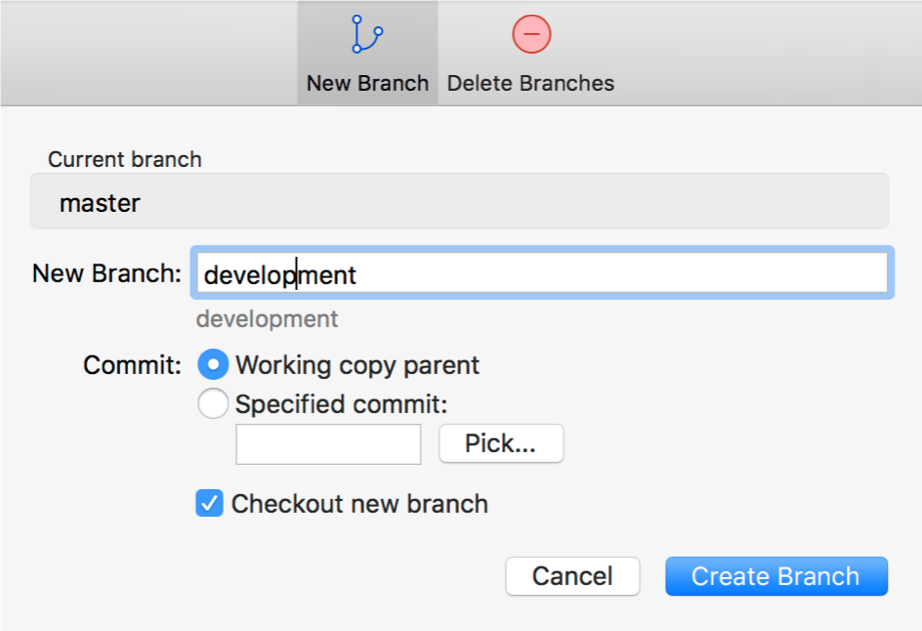 New Branch Delete Branches
Current branch
master
New Branch: development
development
Commit: Working copy parent
Specified commit:
Pick...
Checkout new branch
Cancel Create Branch